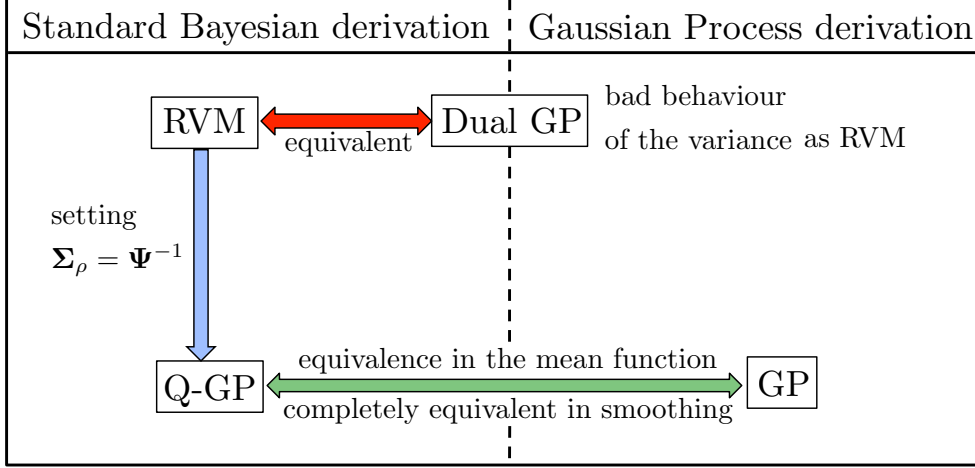 Standard Bayesian derivation
Gaussian Process derivation
RVM
equivalent
Dual GP
bad behaviour
of the variance as RVM
setting
Σρ = Ψ−1
Q-GP
equivalence in the mean function
completely equivalent in smoothing
GP